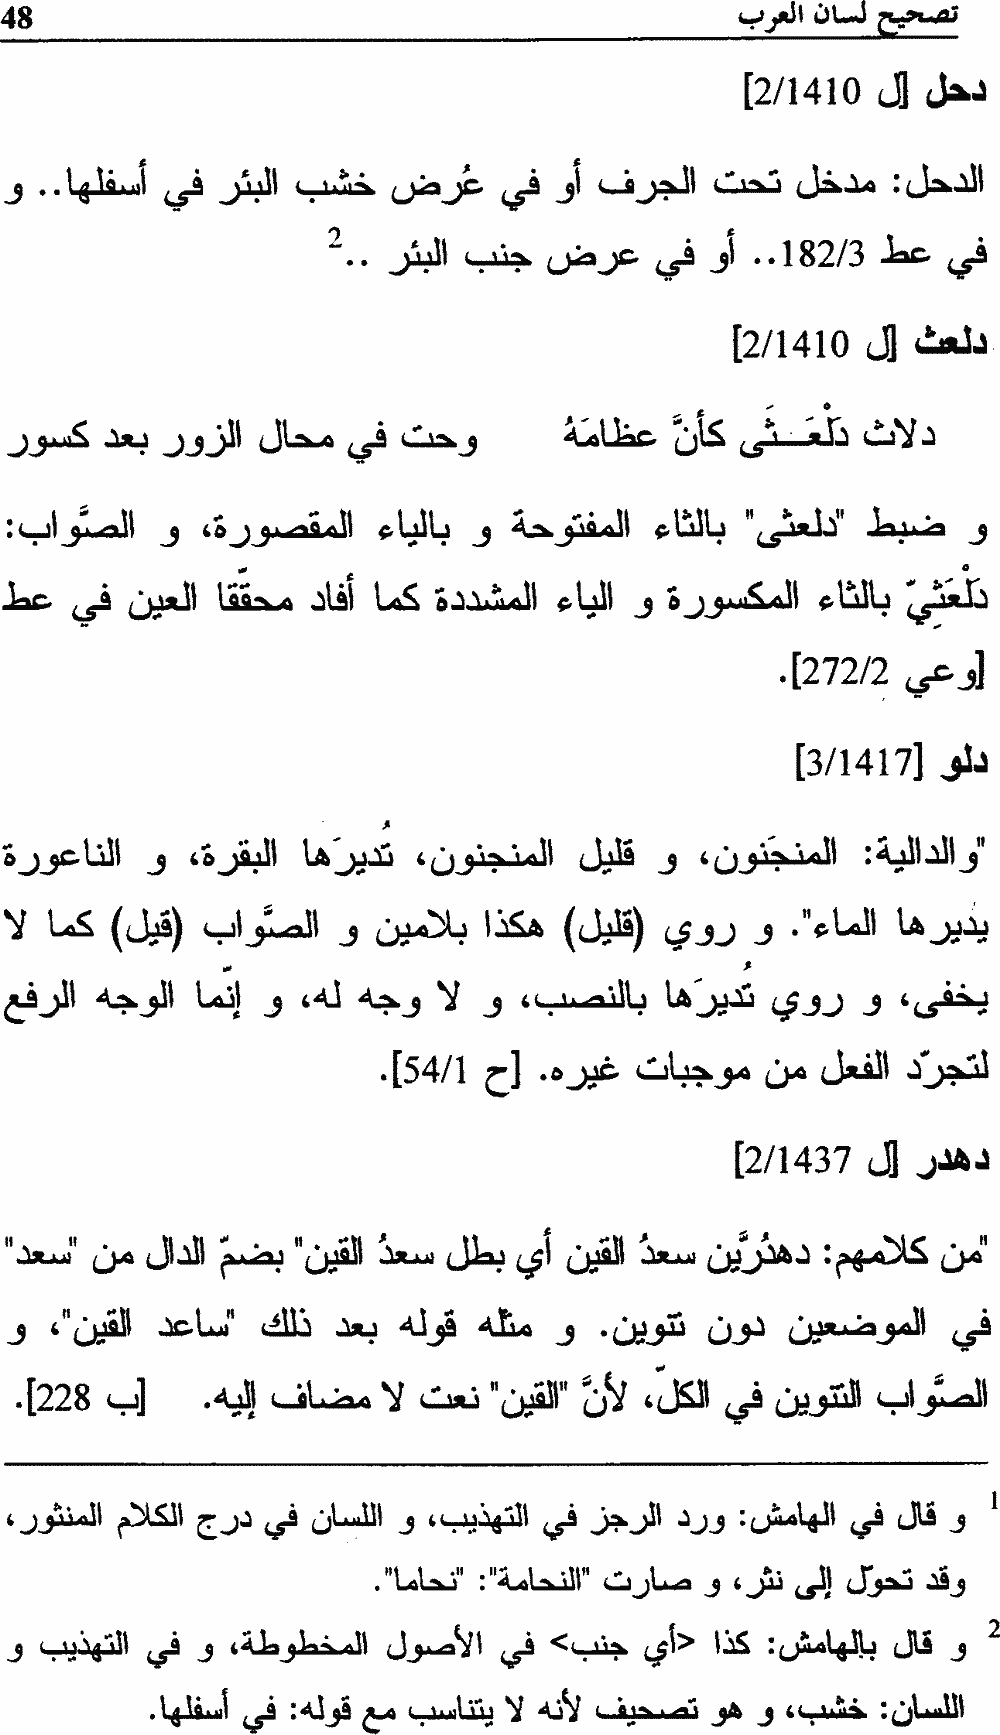 تصحيح لسان العرب 48
دحل [ل 2/1410]
الدحل: مدخل تحت الجرف أو في عُرض خشب البئر في أسفلها.. و
في عط 182/3.. أو في عرض جنب البئر ..2
دلعث [ل 2/1410]
دلاث دَلْعَــثَى كأنَّ عظامَهُ وحت في محال الزور بعد كسور
و ضبط "دلعثى" بالثاء المفتوحة و بالياء المقصورة، و الصَّواب:
دَلْعَثِيّ بالثاء المكسورة و الياء المشددة كما أفاد محقّقا العين في عط
[وعي 272/2].
دلو [3/1417]
"والدالية: المنجَنون، و قليل المنجنون، تُديرَها البقرة، و الناعورة
يُديرها الماء". و روي (قليل) هكذا بلامين و الصَّواب (قيل) كما لا
يخفى، و روي تُديرَها بالنصب، و لا وجه له، و إنّما الوجه الرفع
لتجرّد الفعل من موجبات غيره. [ح 54/1].
دهدر [ل 2/1437]
"من كلامهم: دهدُرَّين سعدُ القين أي بطل سعدُ القين" بضمّ الدال من "سعد"
في الموضعين دون تنوين. و مثله قوله بعد ذلك "ساعد القين"، و
الصَّواب التنوين في الكلّ، لأنَّ "القين" نعت لا مضاف إليه. [ب 228].
1 و قال في الهامش: ورد الرجز في التهذيب، و اللسان في درج الكلام المنثور،
وقد تحوّل إلى نثر، و صارت "النحامة": "نحاما".
2 و قال بالهامش: كذا <أي جنب> في الأصول المخطوطة، و في التهذيب و
اللسان: خشب، و هو تصحيف لأنه لا يتناسب مع قوله: في أسفلها.